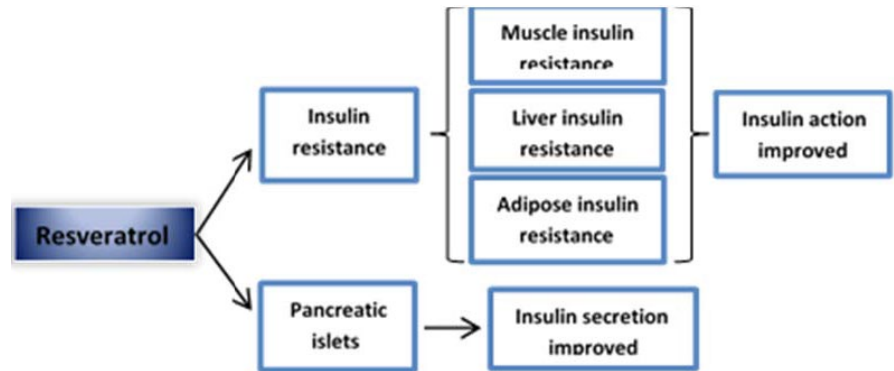 Muscle insulin
resistance
Insulin
resistance
Liver insulin
resistance
Insulin action
improved
Adipose insulin
resistance
Resveratrol
Pancreatic
islets
Insulin secretion
improved